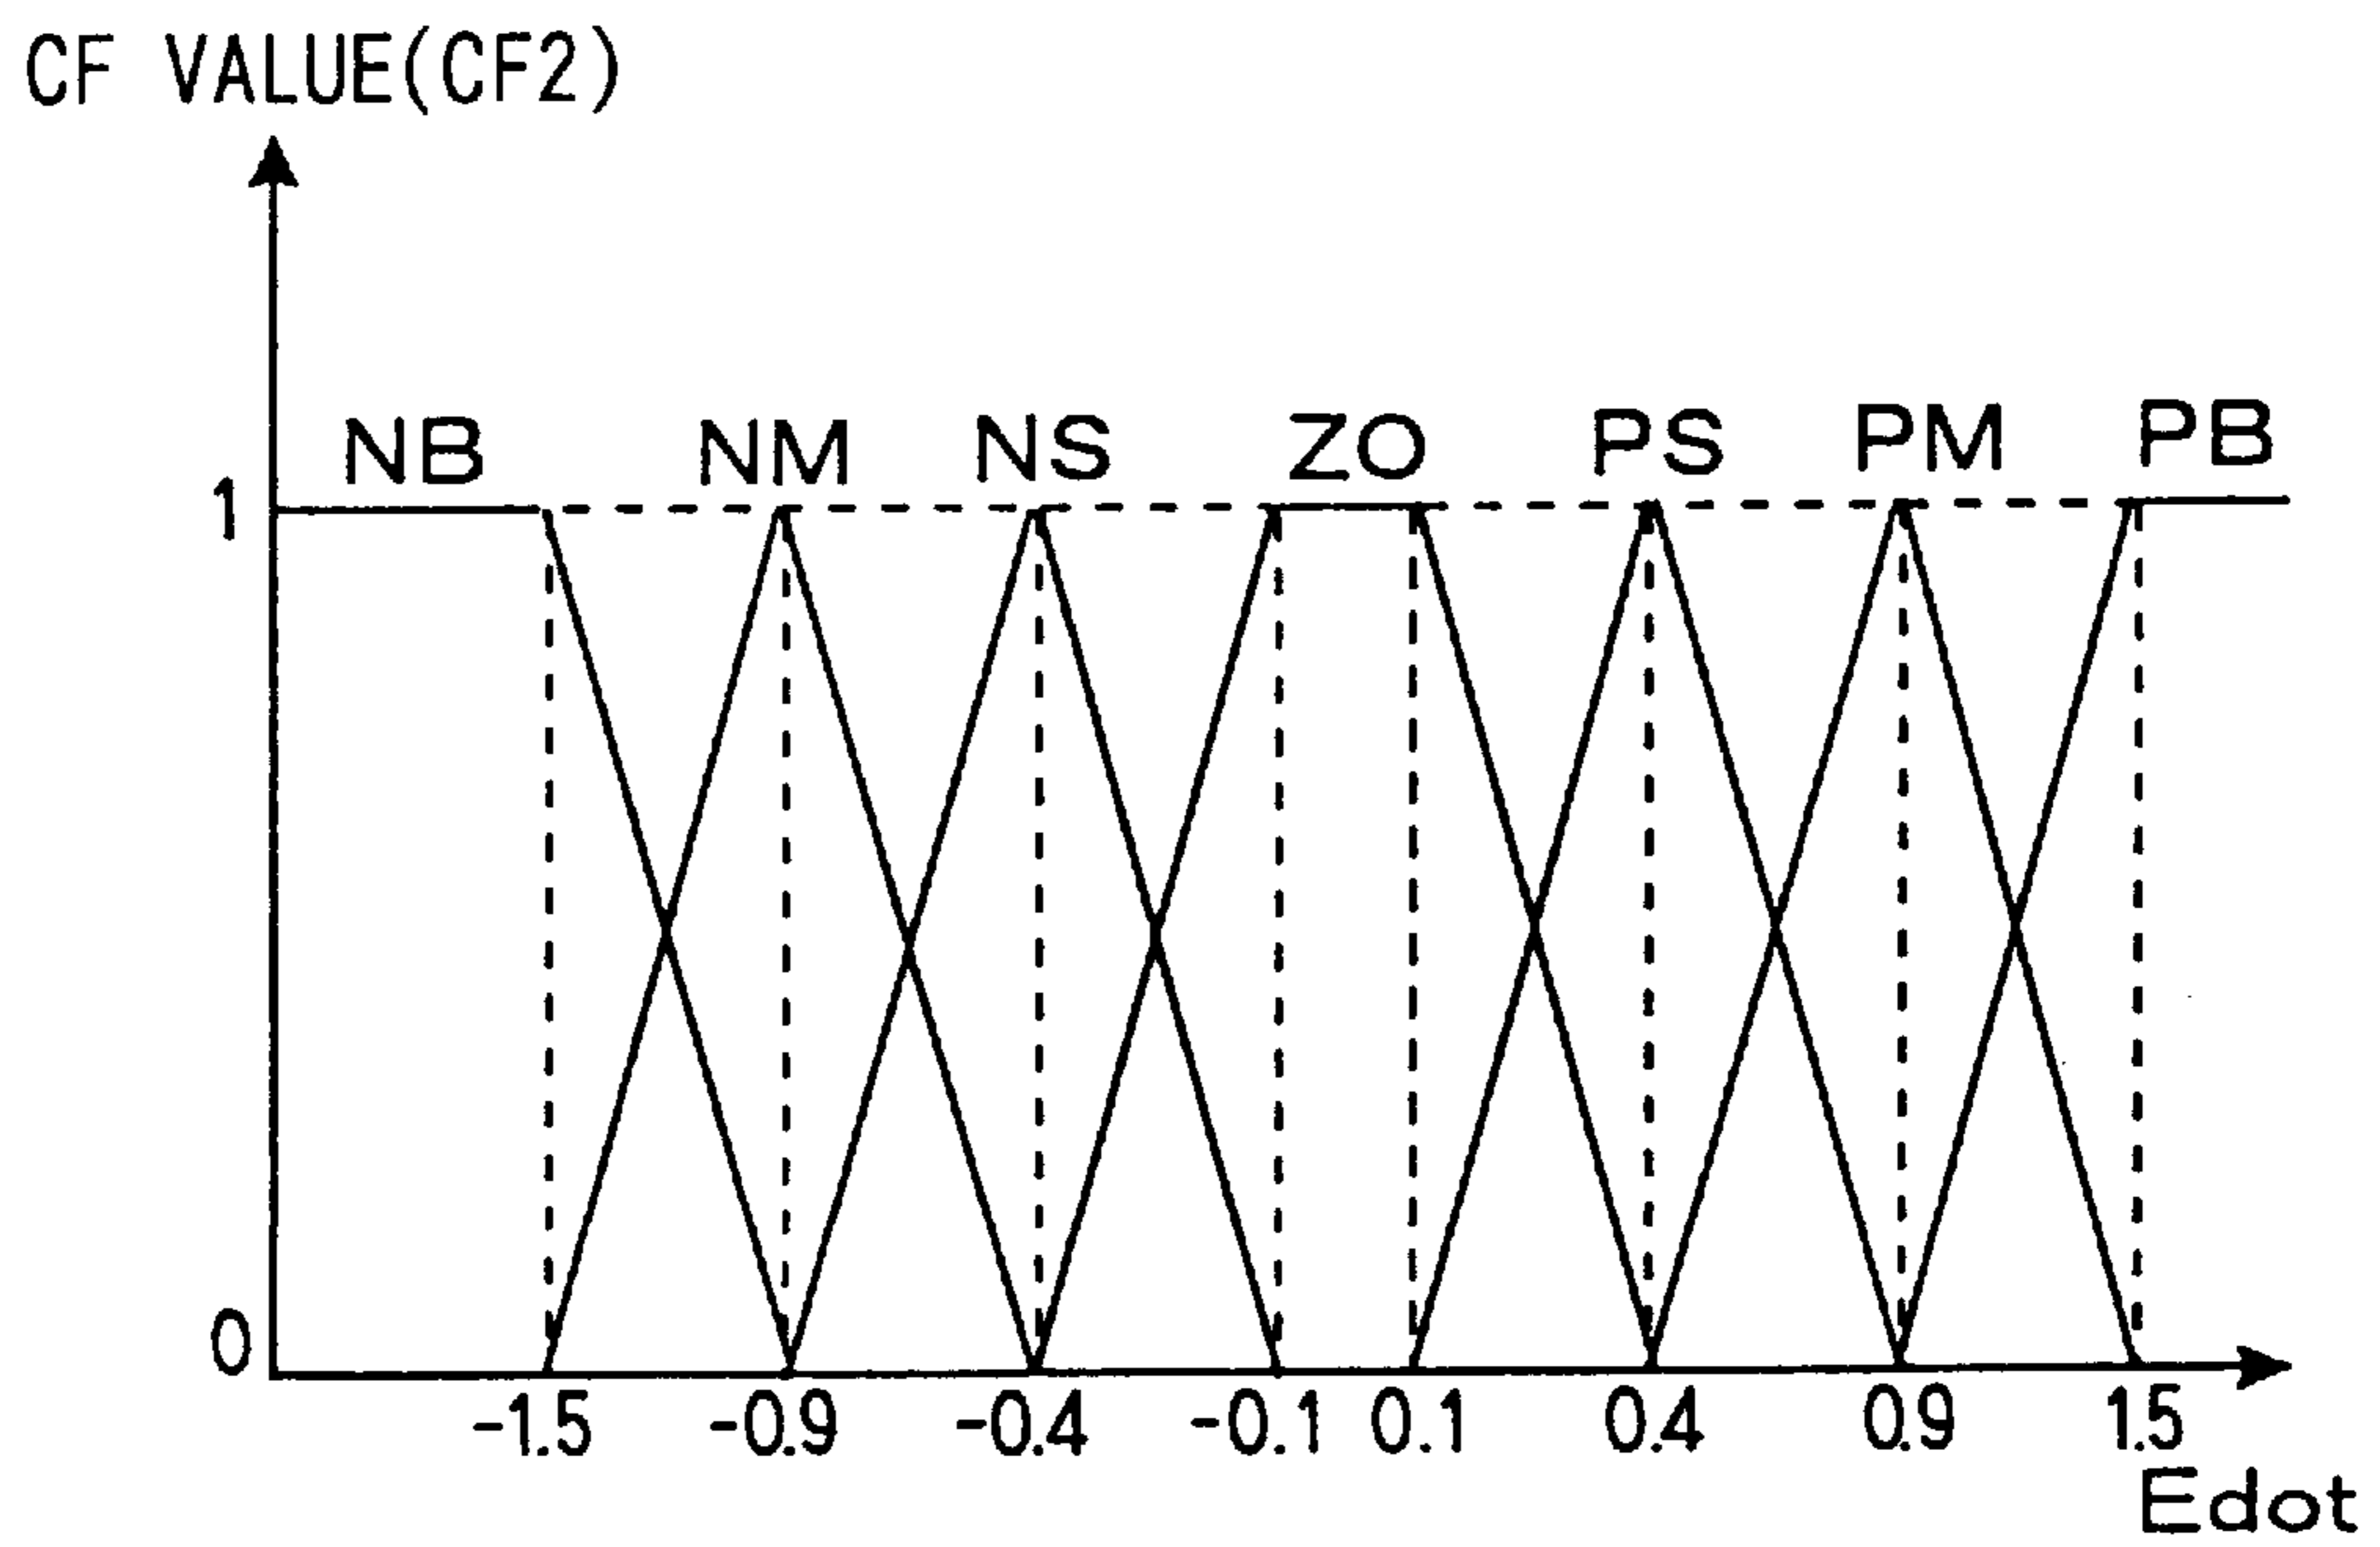 CF VALUE(CF2)
NB NM NS ZO PS PM PB
1
0
-1.5 -0.9 -0.4 -0.1 0.1 0.4 0.9 1.5
Edot